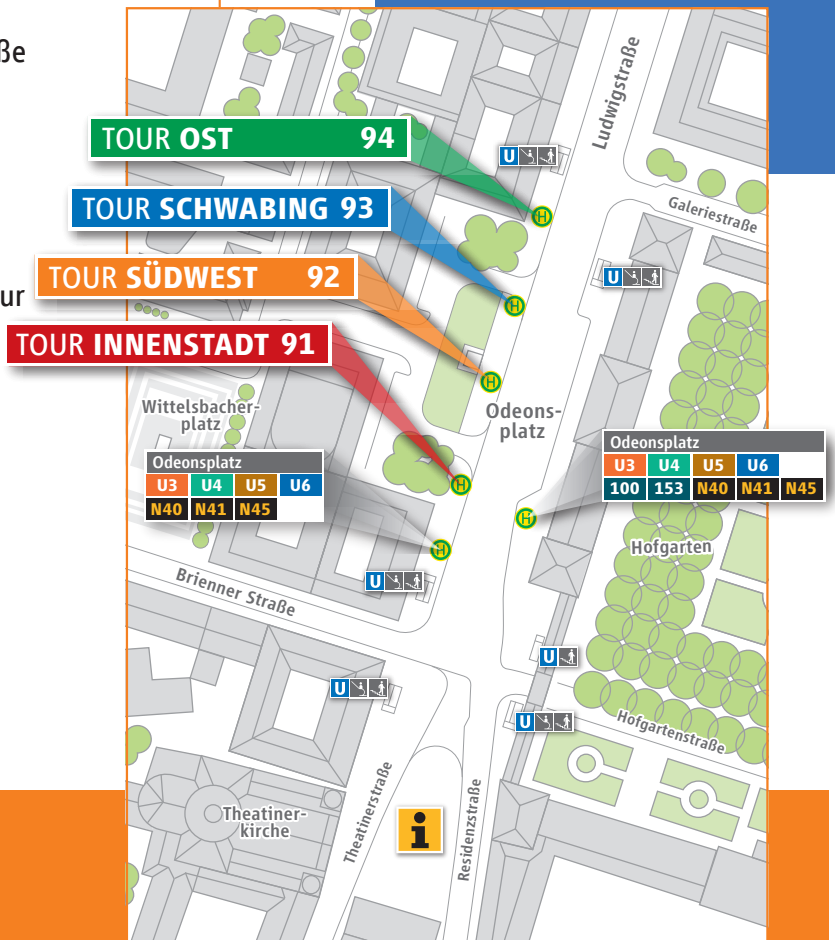 ße
Ludwigstraße
TOUR OST 94
U
Galeriestraße
TOUR SCHWABING 93
H
TOUR SÜDWEST 92
ur
U
H
TOUR INNENSTADT 91
H
Wittelsbacher-
platz
Odeons-
platz
Odeonsplatz
U3 U4 U5 U6
N40 N41 N45
H
Odeonsplatz
U3 U4 U5 U6
100 153 N40 N41 N45
H
H
H
Hofgarten
Brienner Straße
U
U
U
U
Hofgartenstraße
Theatinerstraße
Residenzstraße
Theatiner-
kirche
i